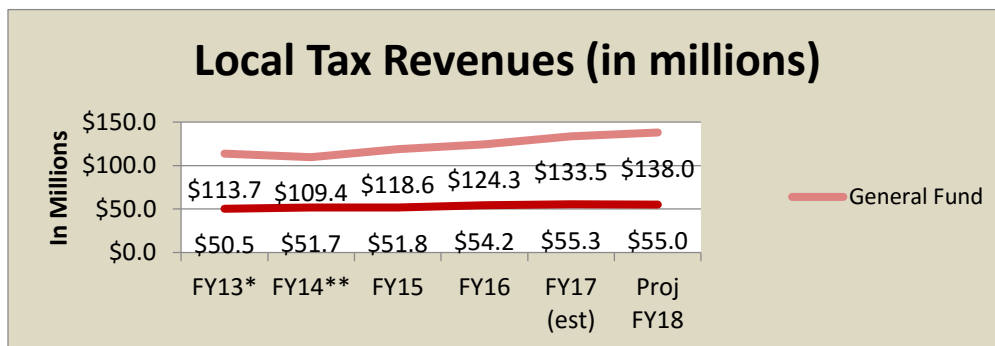 Local Tax Revenues (in millions)
In Millions
$150.0
$100.0
$50.0
$0.0
$113.7 $109.4 $118.6 $124.3 $133.5 $138.0
$50.5 $51.7 $51.8 $54.2 $55.3 $55.0
FY13* FY14** FY15 FY16 FY17 (est) Proj FY18
General Fund